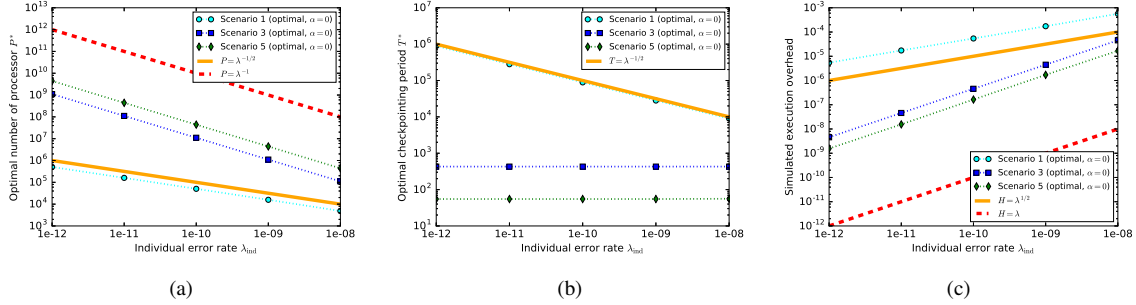 Optimal number of processor $P^*$
10^13
10^12
10^11
10^10
10^9
10^8
10^7
10^6
10^5
10^4
10^3
1e-12 1e-11 1e-10 1e-09 1e-08
Individual error rate λ_ind
Scenario 1 (optimal, α=0)
Scenario 3 (optimal, α=0)
Scenario 5 (optimal, α=0)
P=λ^{-1/2}
P=λ^{-1}
(a)
Optimal checkpointing period $T^*$
10^7
10^6
10^5
10^4
10^3
10^2
10^1
1e-12 1e-11 1e-10 1e-09 1e-08
Individual error rate λ_ind
Scenario 1 (optimal, α=0)
Scenario 3 (optimal, α=0)
Scenario 5 (optimal, α=0)
T=λ^{-1/2}
(b)
Simulated execution overhead
10^-3
10^-4
10^-5
10^-6
10^-7
10^-8
10^-9
10^-10
10^-11
10^-12
1e-12 1e-11 1e-10 1e-09 1e-08
Individual error rate λ_ind
Scenario 1 (optimal, α=0)
Scenario 3 (optimal, α=0)
Scenario 5 (optimal, α=0)
H=λ^{1/2}
H=λ
(c)